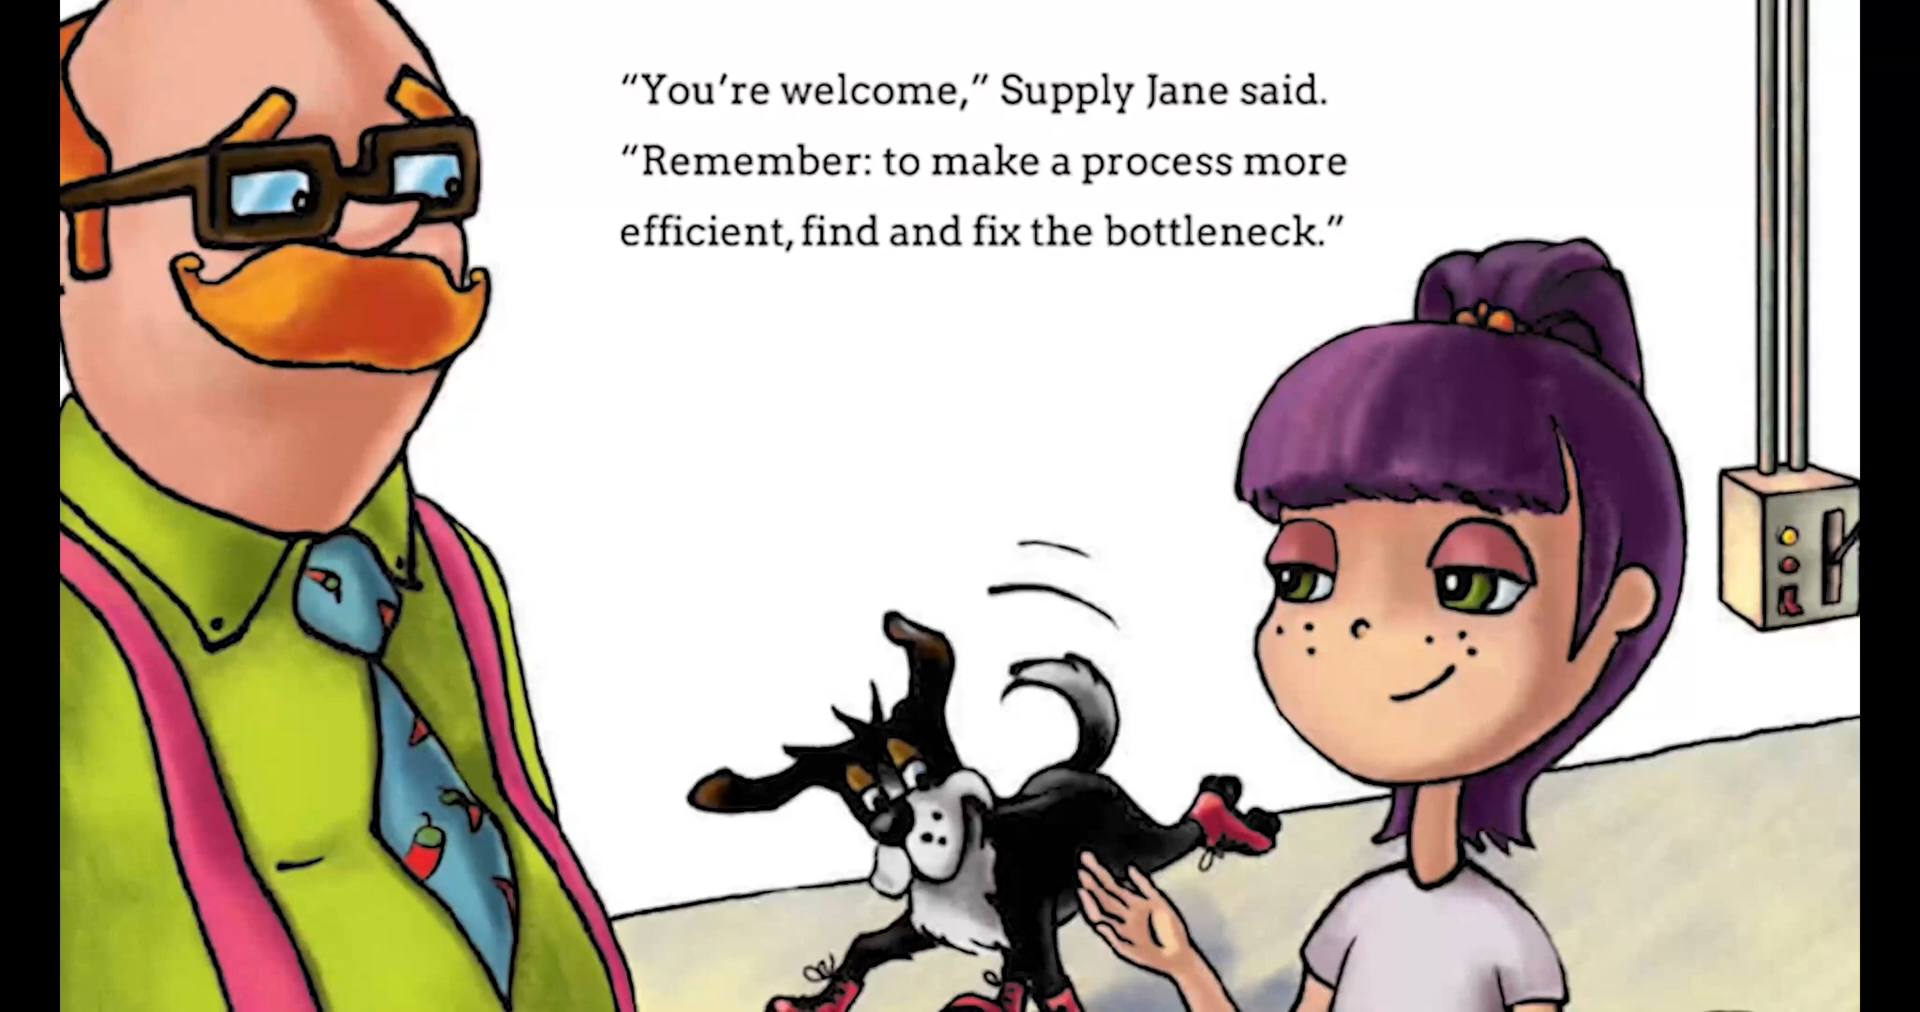 “You’re welcome,” Supply Jane said.
“Remember: to make a process more
efficient, find and fix the bottleneck.”